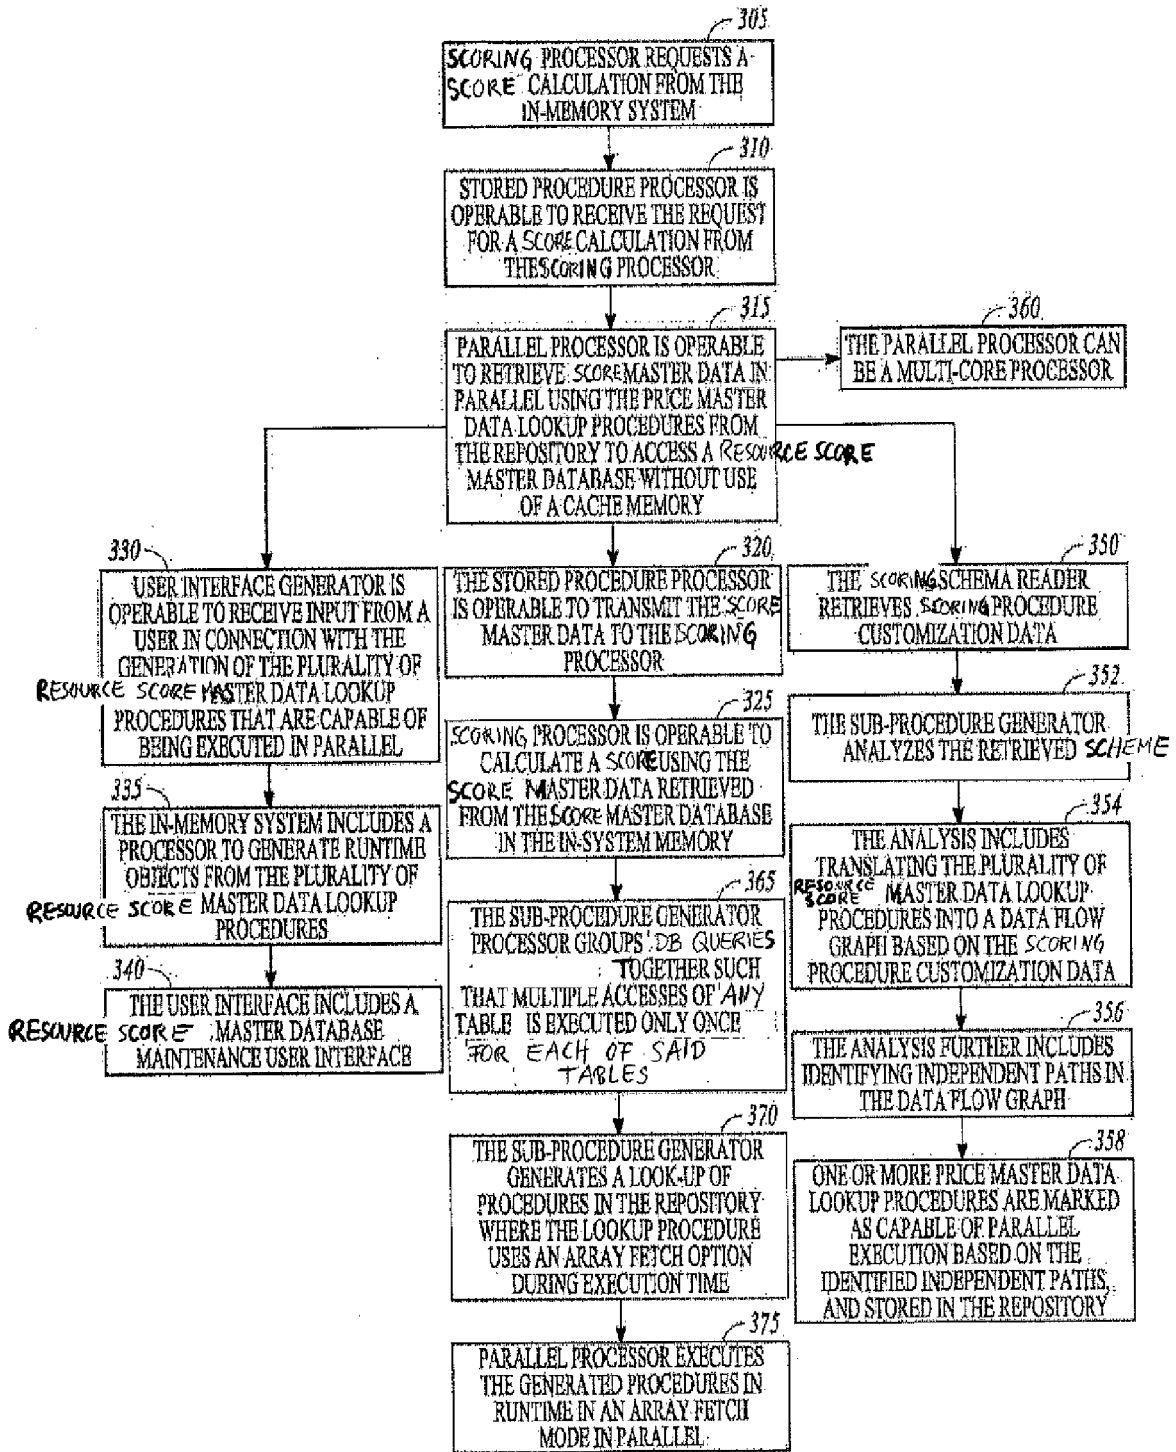 305
SCORING PROCESSOR REQUESTS A
SCORE CALCULATION FROM THE
IN-MEMORY SYSTEM
310
STORED PROCEDURE PROCESSOR IS
OPERABLE TO RECEIVE THE REQUEST
FOR A SCORE CALCULATION FROM
THE SCORING PROCESSOR
315
PARALLEL PROCESSOR IS OPERABLE
TO RETRIEVE SCORE MASTER DATA IN
PARALLEL USING THE PRICE MASTER
DATA LOOKUP PROCEDURES FROM
THE REPOSITORY TO ACCESS A RESOURCE SCORE
MASTER DATABASE WITHOUT USE
OF A CACHE MEMORY
360
THE PARALLEL PROCESSOR CAN
BE A MULTI-CORE PROCESSOR
330
USER INTERFACE GENERATOR IS
OPERABLE TO RECEIVE INPUT FROM A
USER IN CONNECTION WITH THE
GENERATION OF THE PLURALITY OF
RESOURCE SCORE MASTER DATA LOOKUP
PROCEDURES THAT ARE CAPABLE OF
BEING EXECUTED IN PARALLEL
335
THE IN-MEMORY SYSTEM INCLUDES A
PROCESSOR TO GENERATE RUNTIME
OBJECTS FROM THE PLURALITY OF
RESOURCE SCORE MASTER DATA LOOKUP
PROCEDURES
340
THE USER INTERFACE INCLUDES A
RESOURCE SCORE MASTER DATABASE
MAINTENANCE USER INTERFACE
320
THE STORED PROCEDURE PROCESSOR
IS OPERABLE TO TRANSMIT THE SCORE
MASTER DATA TO THE SCORING
PROCESSOR
325
SCORING PROCESSOR IS OPERABLE TO
CALCULATE A SCORE USING THE
SCORE MASTER DATA RETRIEVED
FROM THE SCORE MASTER DATABASE
IN THE IN-SYSTEM MEMORY
365
THE SUB-PROCEDURE GENERATOR
PROCESSOR GROUPS DB QUERIES
TOGETHER SUCH
THAT MULTIPLE ACCESSES OF ANY
TABLE IS EXECUTED ONLY ONCE
FOR EACH OF SAID
TABLES
370
THE SUB-PROCEDURE GENERATOR
GENERATES A LOOK-UP OF
PROCEDURES IN THE REPOSITORY
WHERE THE LOOKUP PROCEDURE
USES AN ARRAY FETCH OPTION
DURING EXECUTION TIME
375
PARALLEL PROCESSOR EXECUTES
THE GENERATED PROCEDURES IN
RUNTIME IN AN ARRAY FETCH
MODE IN PARALLEL
350
THE SCORING SCHEMA READER
RETRIEVES SCORING PROCEDURE
CUSTOMIZATION DATA
352
THE SUB-PROCEDURE GENERATOR
ANALYZES THE RETRIEVED SCHEME
354
THE ANALYSIS INCLUDES
TRANSLATING THE PLURALITY OF
RESOURCE SCORE MASTER DATA LOOKUP
PROCEDURES INTO A DATA FLOW
GRAPH BASED ON THE SCORING
PROCEDURE CUSTOMIZATION DATA
356
THE ANALYSIS FURTHER INCLUDES
IDENTIFYING INDEPENDENT PATHS IN
THE DATA FLOW GRAPH
358
ONE OR MORE PRICE MASTER DATA
LOOKUP PROCEDURES ARE MARKED
AS CAPABLE OF PARALLEL
EXECUTION BASED ON THE
IDENTIFIED INDEPENDENT PATHS,
AND STORED IN THE REPOSITORY